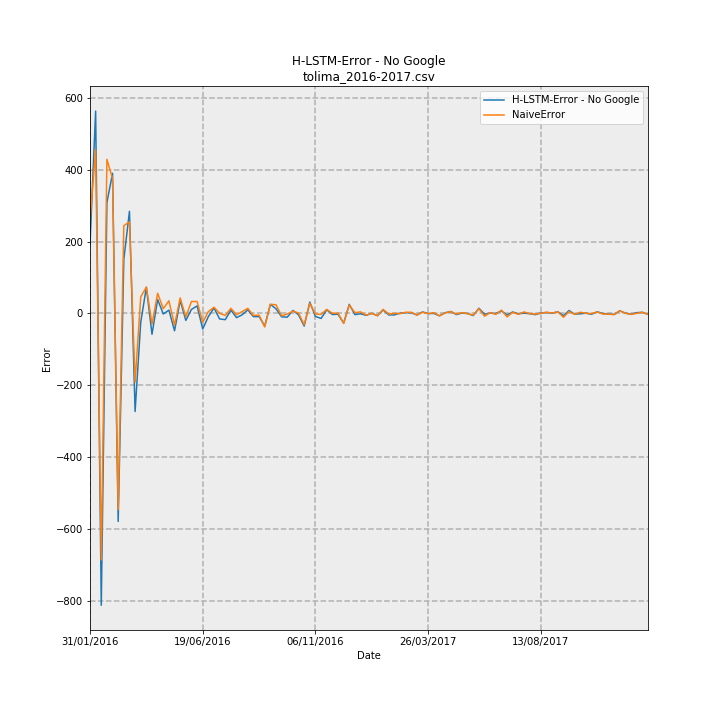 H-LSTM-Error - No Google
tolima_2016-2017.csv
H-LSTM-Error - No Google
NaiveError
600
400
200
0
−200
−400
−600
−800
Error
31/01/2016
19/06/2016
06/11/2016
26/03/2017
13/08/2017
Date